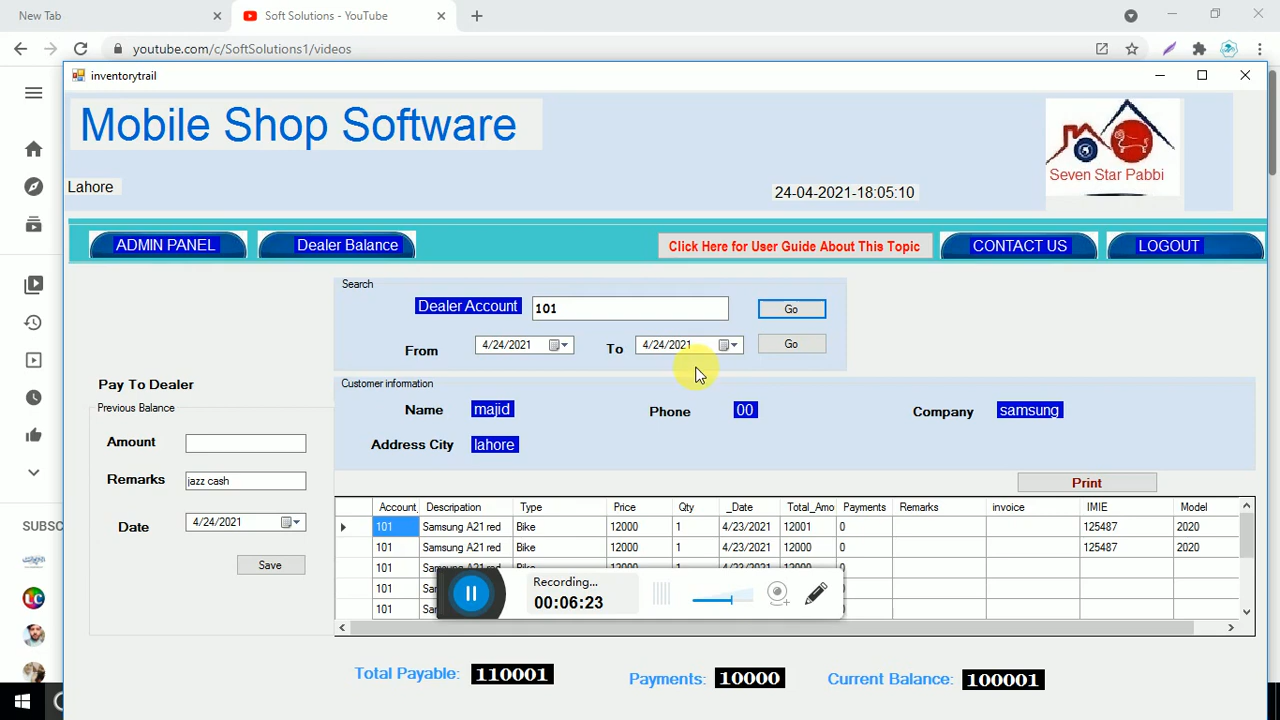 New Tab
Soft Solutions - YouTube
youtube.com/c/SoftSolutions1/videos
inventorytrail
Mobile Shop Software
Seven Star Pabbi
Lahore
24-04-2021-18:05:10
ADMIN PANEL
Dealer Balance
Click Here for User Guide About This Topic
CONTACT US
LOGOUT
Search
Dealer Account 101 Go
From 4/24/2021 To 4/24/2021 Go
Pay To Dealer
Previous Balance
Amount
Remarks jazz cash
Date 4/24/2021
Save
Customer information
Name majid Phone 00 Company samsung
Address City lahore
Print
Account Description Type Price Qty _Date Total_Amo Payments Remarks invoice IMIE Model
101 Samsung A21 red Bike 12000 1 4/23/2021 12001 0 125487 2020
101 Samsung A21 red Bike 12000 1 4/23/2021 12000 0 125487 2020
101
101
101
Recording...
00:06:23
SUBSC
LC
Total Payable: 110001 Payments: 10000 Current Balance: 100001